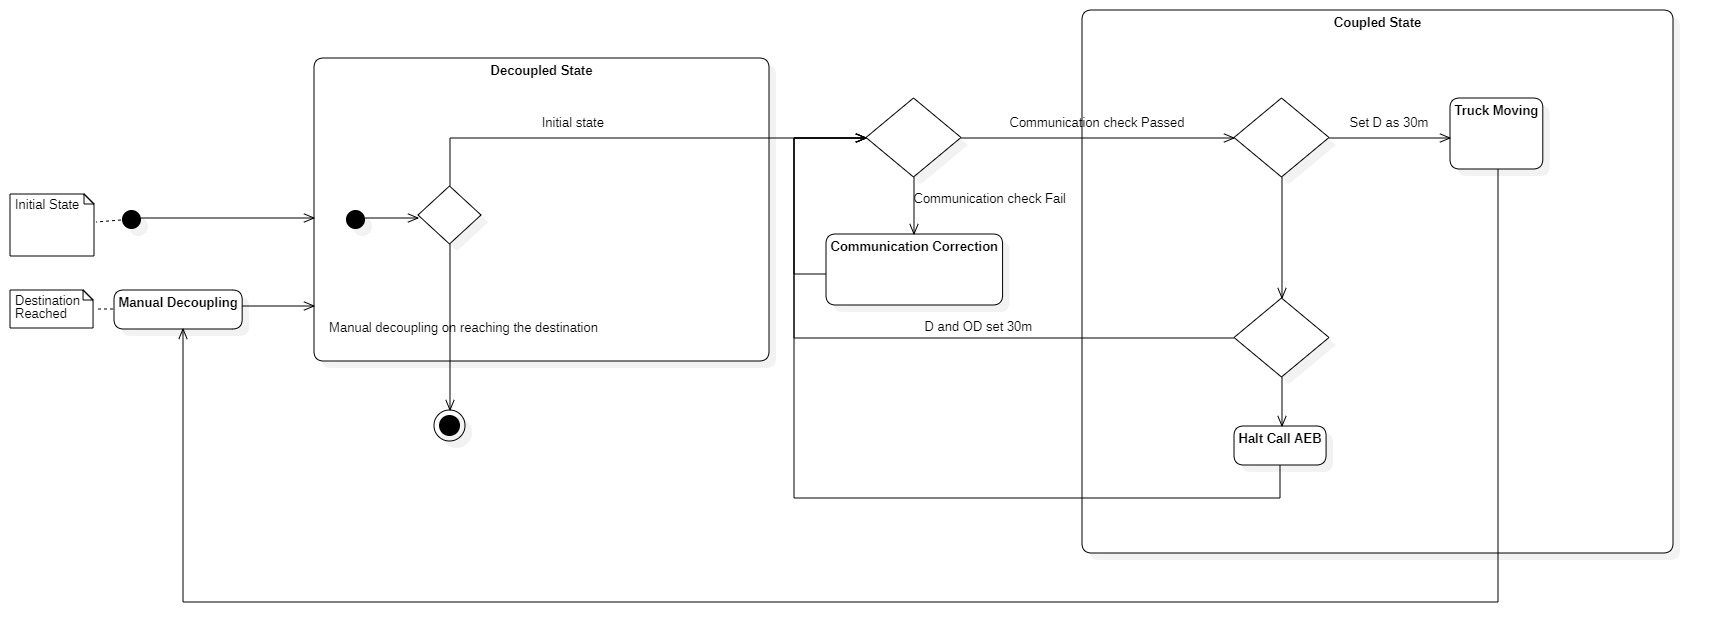 Coupled State
Decoupled State
Initial state
Communication check Passed
Set D as 30m
Truck Moving
Initial State
Communication check Fail
Communication Correction
Destination
Reached
Manual Decoupling
Manual decoupling on reaching the destination
D and OD set 30m
Halt Call AEB